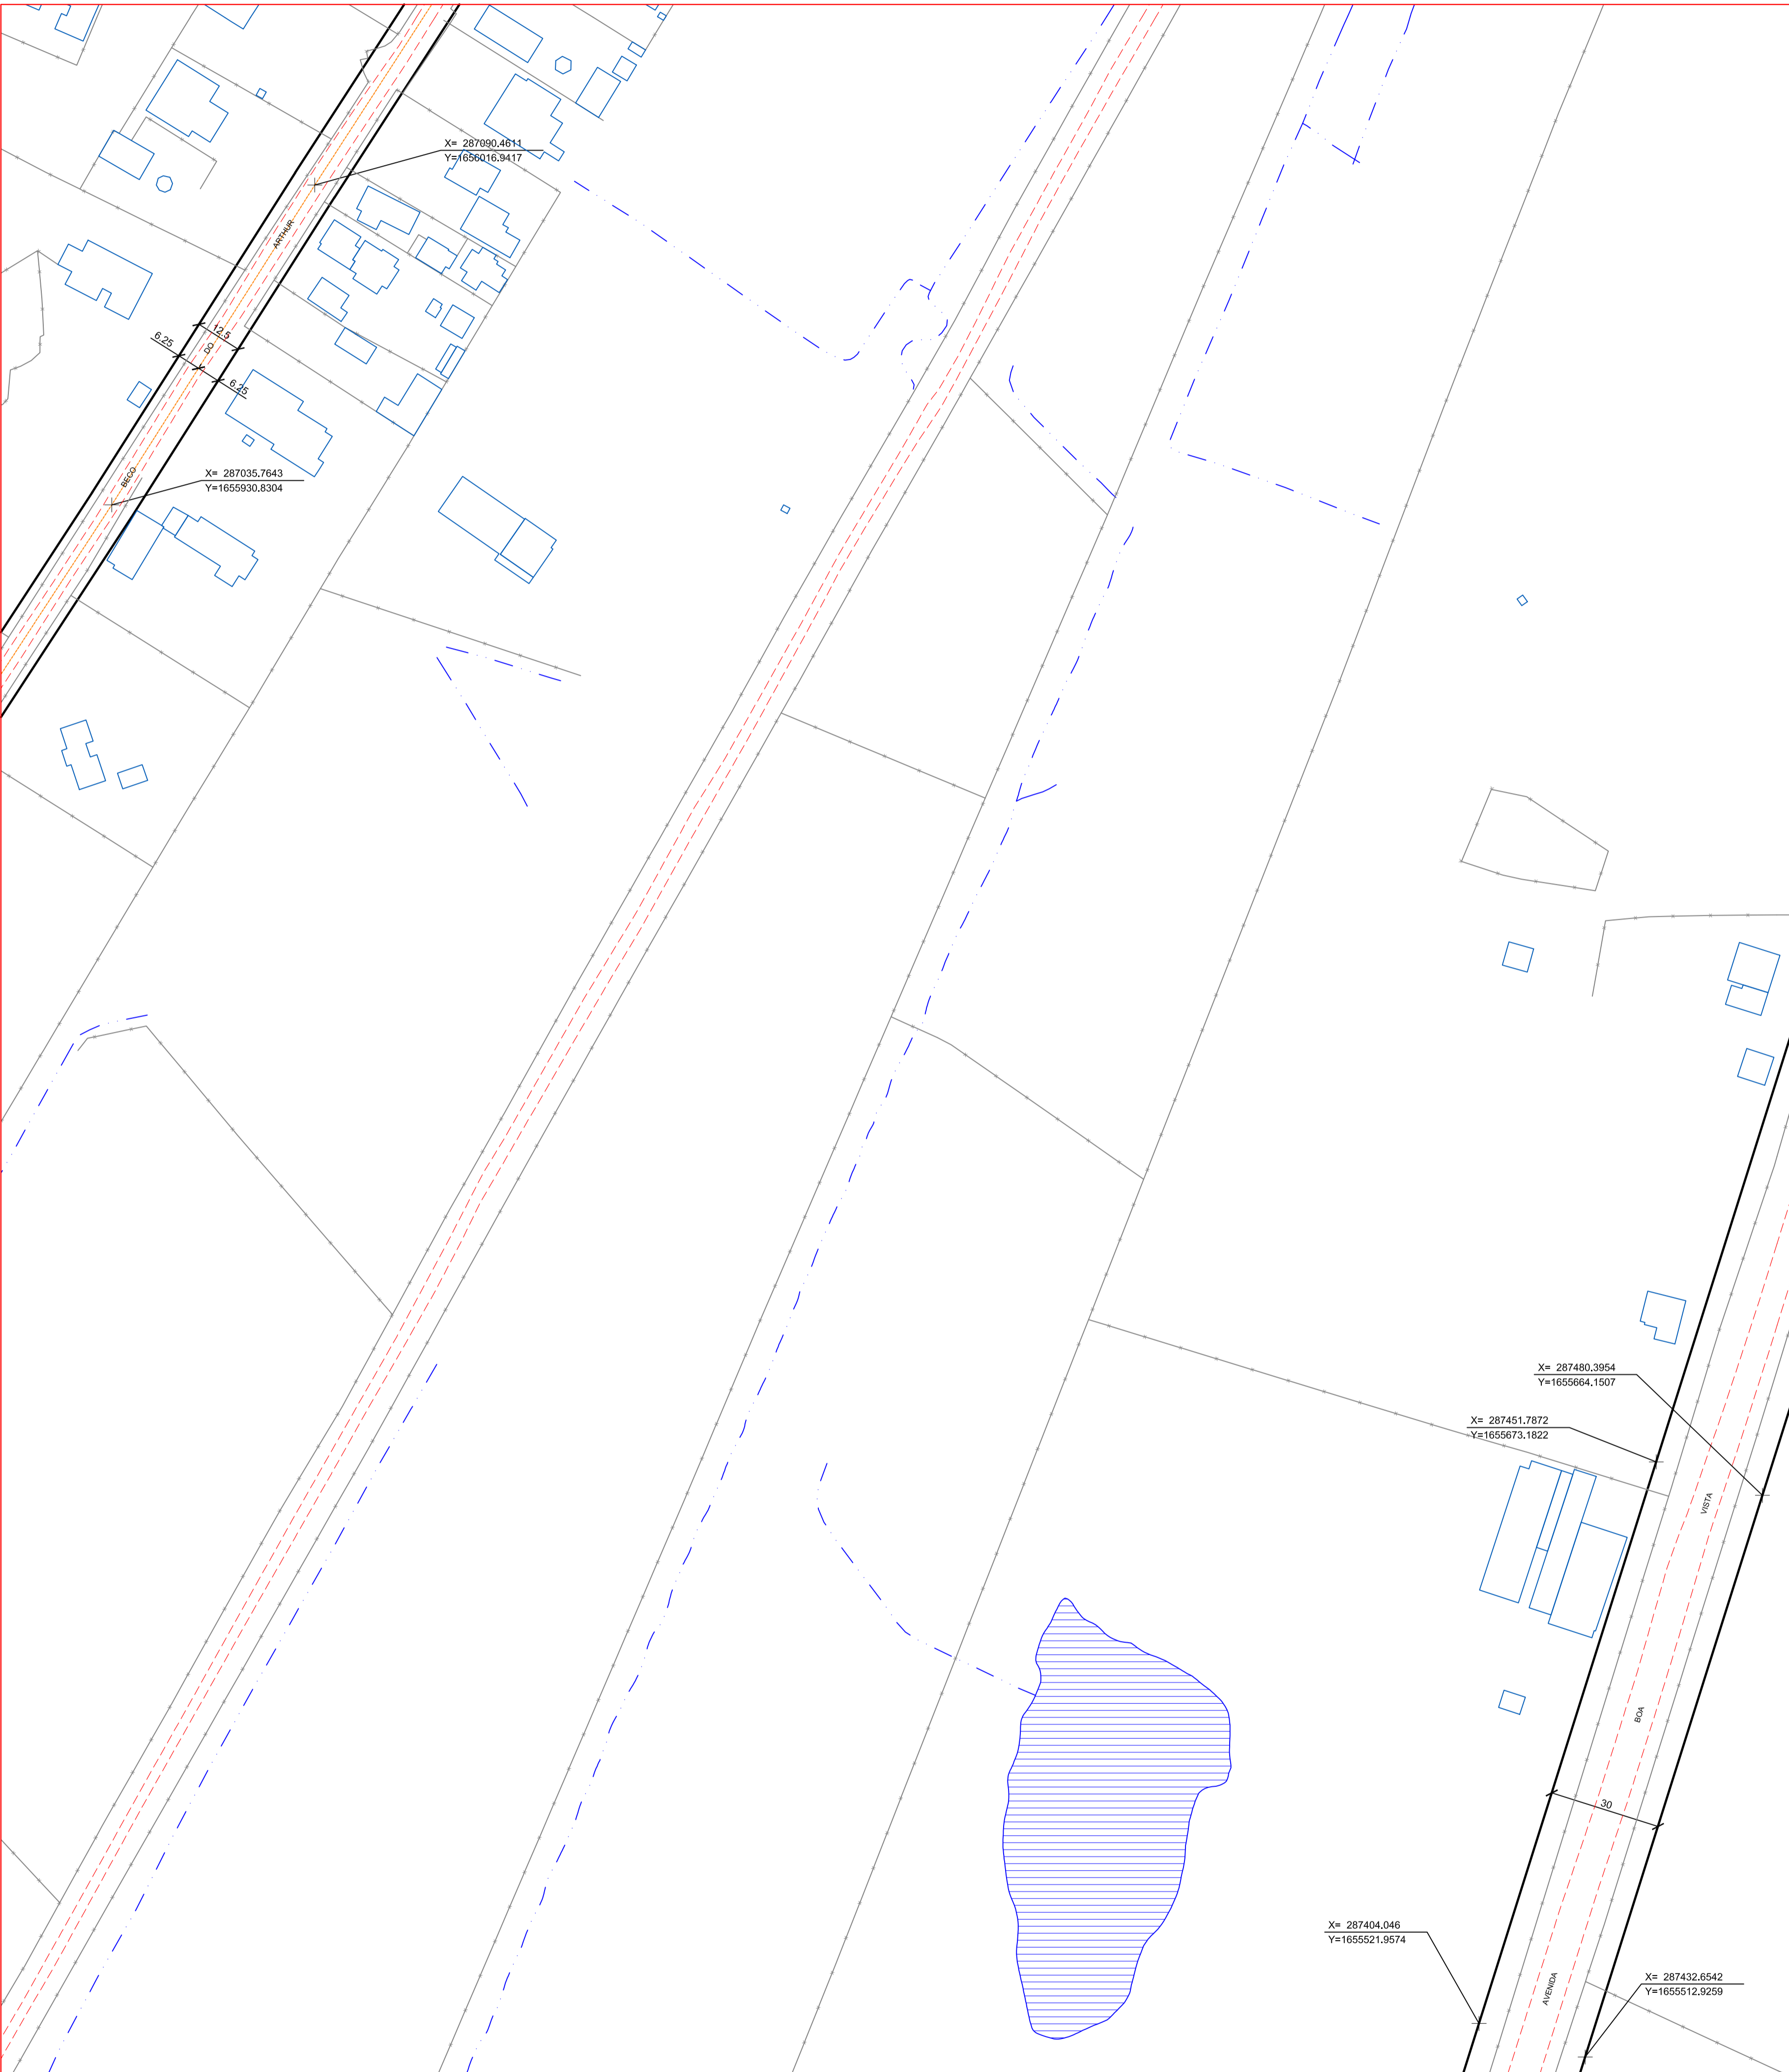 X= 287090.4611
Y=1656016.9417
ARTHUR
12.5
6.25
DO
6.25
BECO
X= 287035.7643
Y=1655930.8304
X= 287480.3954
Y=1655664.1507
X= 287451.7872
Y=1655673.1822
VISTA
BOA
30
X= 287404.046
Y=1655521.9574
AVENIDA
X= 287432.6542
Y=1655512.9259